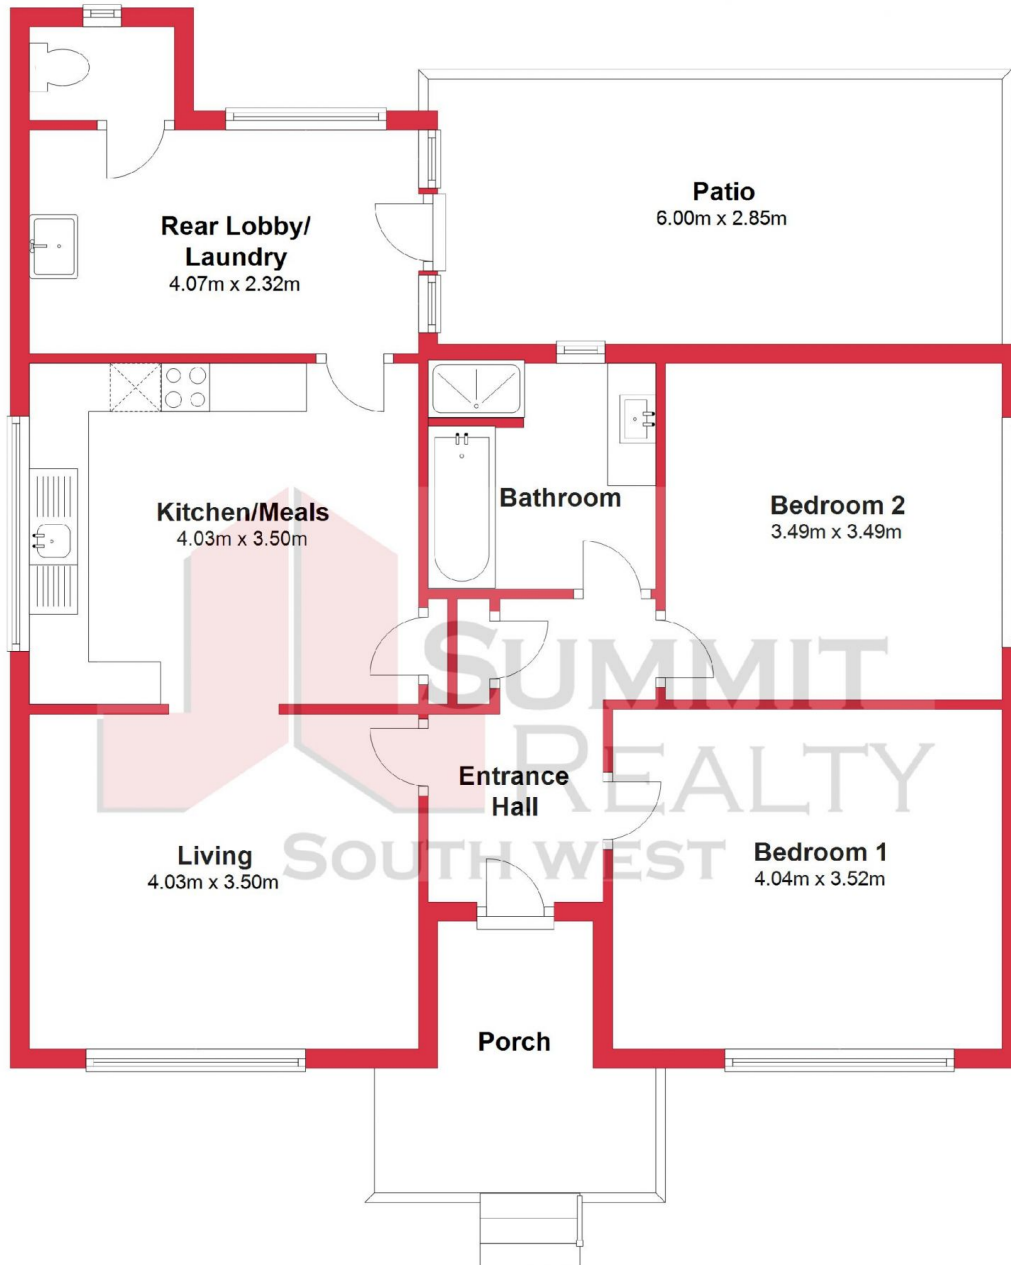 Patio
6.00m x 2.85m
Rear Lobby/
Laundry
4.07m x 2.32m
Kitchen/Meals
4.03m x 3.50m
Bathroom
Bedroom 2
3.49m x 3.49m
SUMMIT
REALTY
SOUTH WEST
Entrance
Hall
Living
4.03m x 3.50m
Bedroom 1
4.04m x 3.52m
Porch